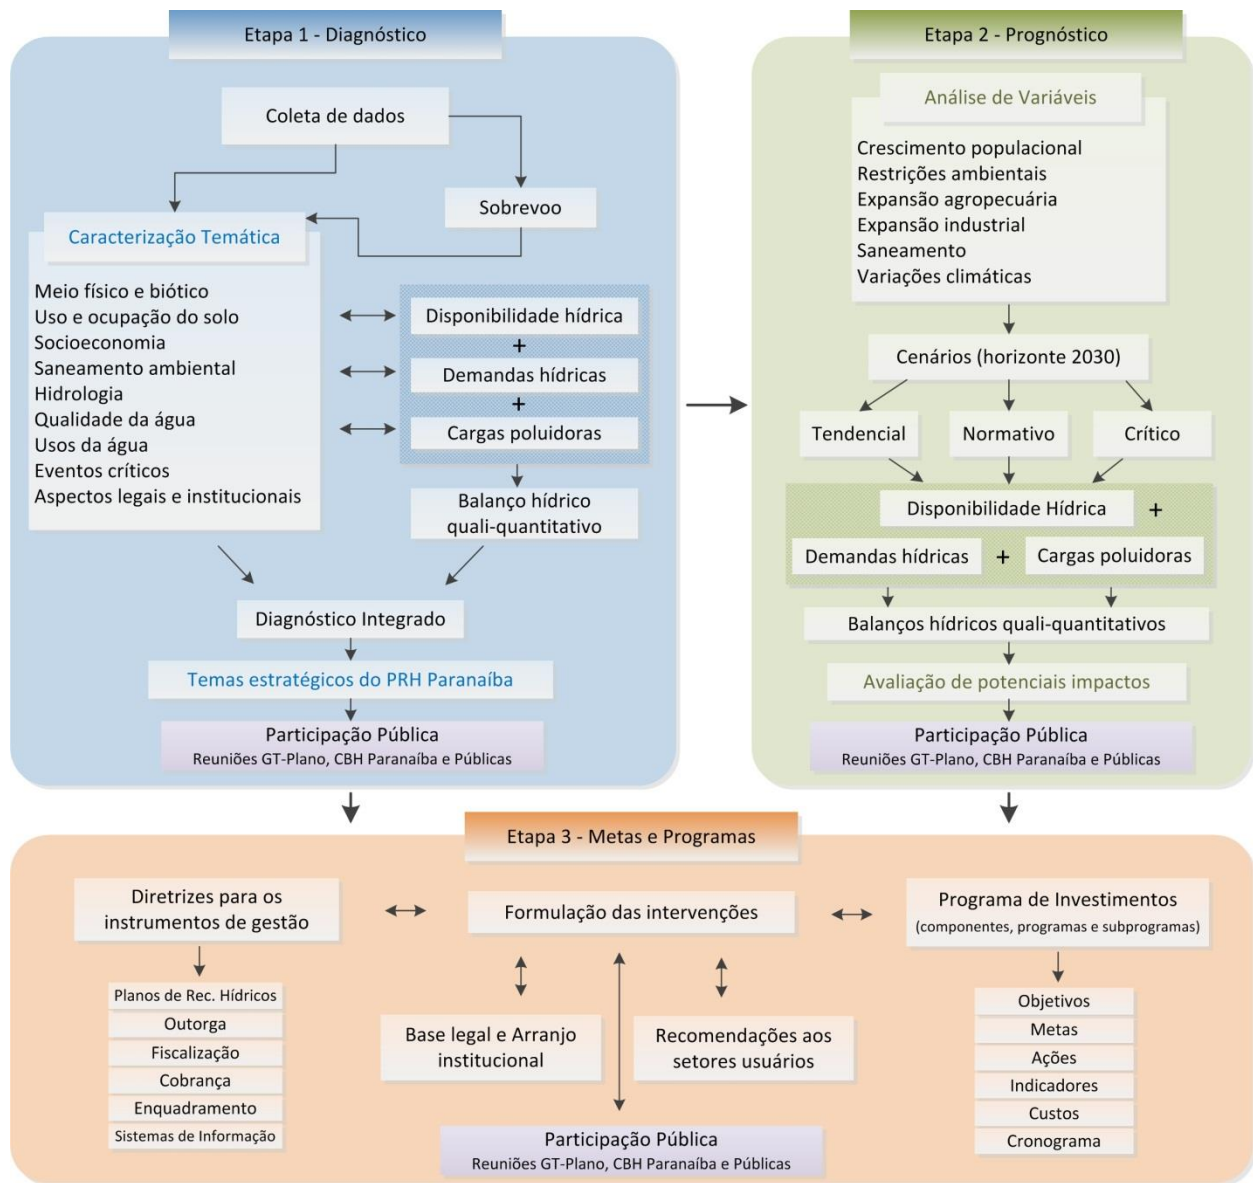 Etapa 1 - Diagnóstico
Coleta de dados
Sobrevoo
Caracterização Temática
Meio físico e biótico
Uso e ocupação do solo
Socioeconomia
Saneamento ambiental
Hidrologia
Qualidade da água
Usos da água
Eventos críticos
Aspectos legais e institucionais
Disponibilidade hídrica
+
Demandas hídricas
+
Cargas poluidoras
Balanço hídrico
quali-quantitativo
Diagnóstico Integrado
Temas estratégicos do PRH Paranaíba
Participação Pública
Reuniões GT-Plano, CBH Paranaíba e Públicas
Etapa 2 - Prognóstico
Análise de Variáveis
Crescimento populacional
Restrições ambientais
Expansão agropecuária
Expansão industrial
Saneamento
Variações climáticas
Cenários (horizonte 2030)
Tendencial
Normativo
Crítico
Disponibilidade Hídrica +
Demandas hídricas + Cargas poluidoras
Balanços hídricos quali-quantitativos
Avaliação de potenciais impactos
Participação Pública
Reuniões GT-Plano, CBH Paranaíba e Públicas
Etapa 3 - Metas e Programas
Diretrizes para os
instrumentos de gestão
Planos de Rec. Hídricos
Outorga
Fiscalização
Cobrança
Enquadramento
Sistemas de Informação
Formulação das intervenções
Base legal e Arranjo
institucional
Recomendações aos
setores usuários
Participação Pública
Reuniões GT-Plano, CBH Paranaíba e Públicas
Programa de Investimentos
(componentes, programas e subprogramas)
Objetivos
Metas
Ações
Indicadores
Custos
Cronograma